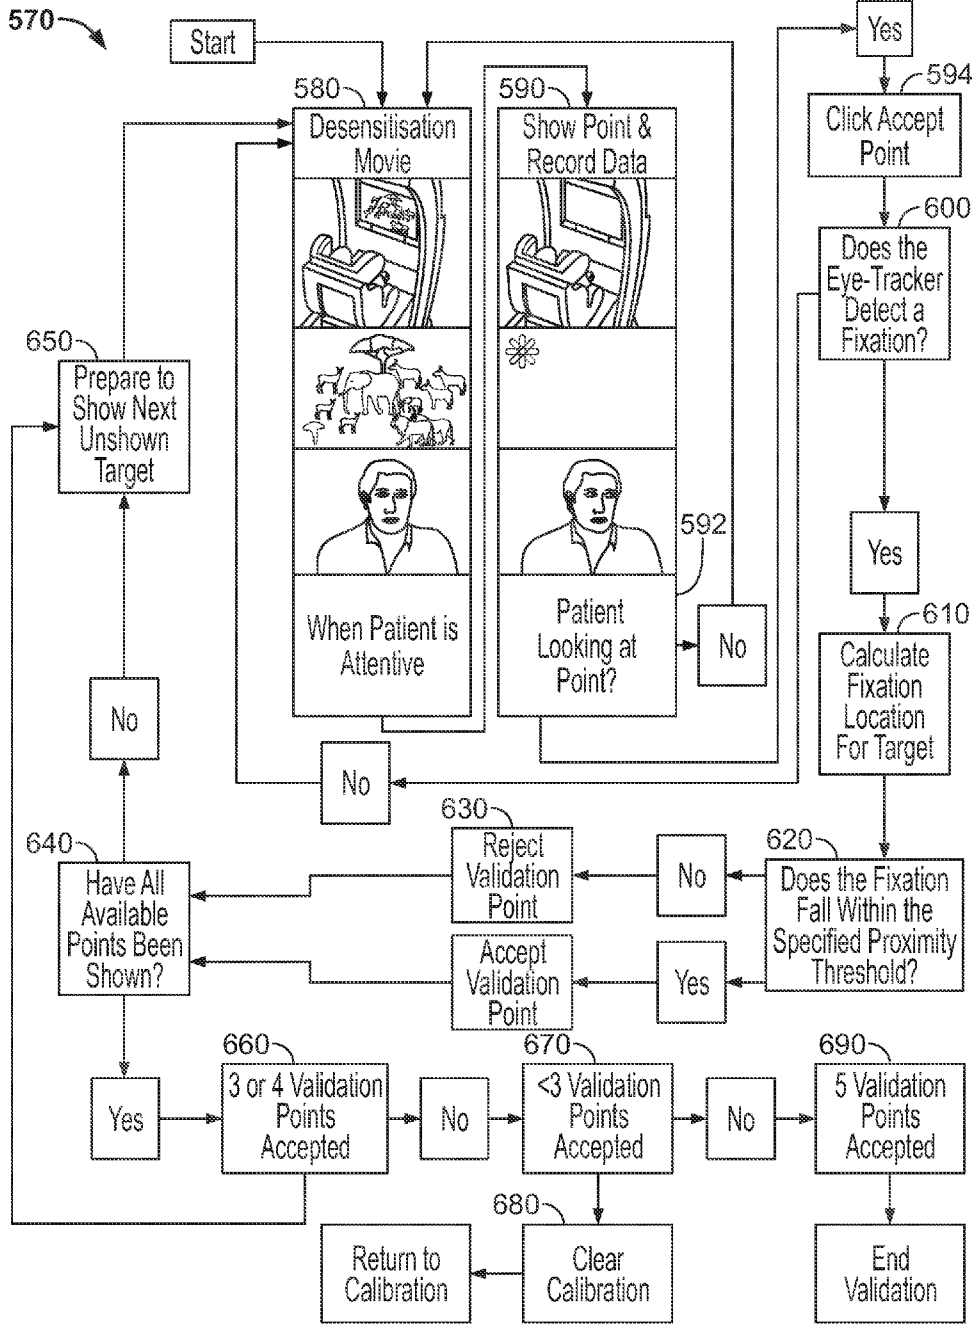 570
Start
Yes
594
Click Accept
Point
580
Desensilisation
Movie
590
Show Point &
Record Data
600
Does the
Eye-Tracker
Detect a
Fixation?
650
Prepare to
Show Next
Unshown
Target
592
Yes
When Patient is
Attentive
Patient
Looking at
Point?
No
610
Calculate
Fixation
Location
For Target
No
No
640
Have All
Available
Points Been
Shown?
630
Reject
Validation
Point
No
620
Does the Fixation
Fall Within the
Specified Proximity
Threshold?
Accept
Validation
Point
Yes
Yes
660
3 or 4 Validation
Points
Accepted
No
670
<3 Validation
Points
Accepted
No
690
5 Validation
Points
Accepted
680
Return to
Calibration
Clear
Calibration
End
Validation